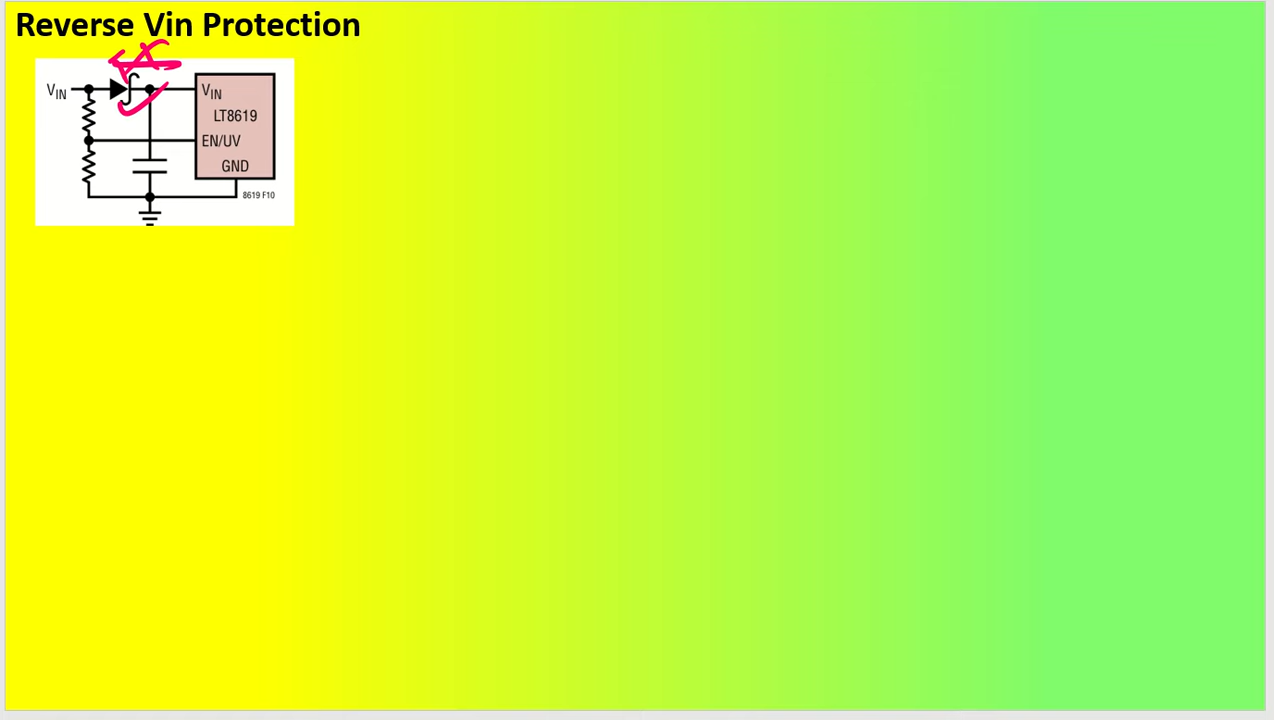 Reverse Vin Protection
VIN
VIN
LT8619
EN/UV
GND
8619 F10